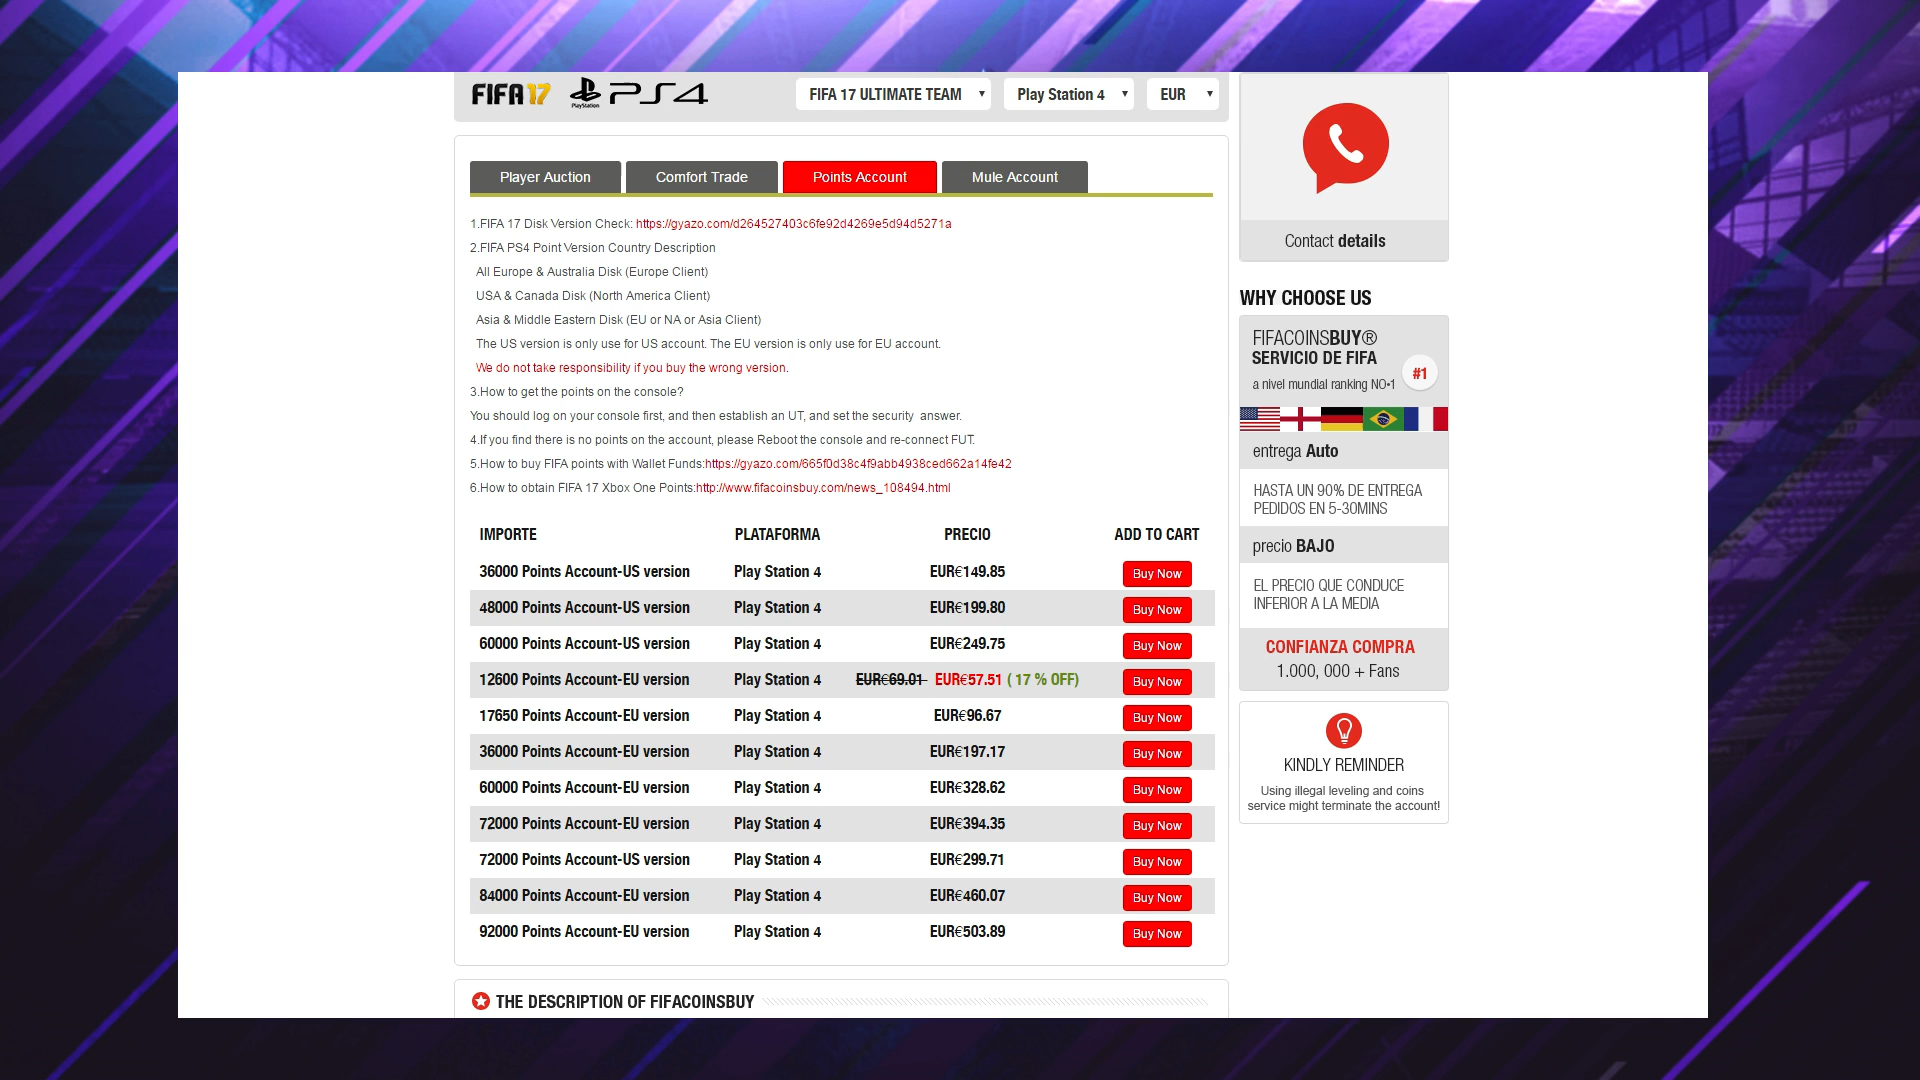 FIFA 17 PlayStation PS4 FIFA 17 ULTIMATE TEAM Play Station 4 EUR
Player Auction Comfort Trade Points Account Mule Account
1.FIFA 17 Disk Version Check: https://gyazo.com/d264527403c6fe92d4269e5d94d5271a
2.FIFA PS4 Point Version Country Description
All Europe & Australia Disk (Europe Client)
USA & Canada Disk (North America Client)
Asia & Middle Eastern Disk (EU or NA or Asia Client)
The US version is only use for US account. The EU version is only use for EU account.
We do not take responsibility if you buy the wrong version.
3.How to get the points on the console?
You should log on your console first, and then establish an UT, and set the security answer.
4.If you find there is no points on the account, please Reboot the console and re-connect FUT.
5.How to buy FIFA points with Wallet Funds:https://gyazo.com/665f0d38c4f9abb4938ced662a14fe42
6.How to obtain FIFA 17 Xbox One Points:http://www.fifacoinsbuy.com/news_108494.html
IMPORTE PLATAFORMA PRECIO ADD TO CART
36000 Points Account-US version Play Station 4 EUR€149.85 Buy Now
48000 Points Account-US version Play Station 4 EUR€199.80 Buy Now
60000 Points Account-US version Play Station 4 EUR€249.75 Buy Now
12600 Points Account-EU version Play Station 4 EUR€69.01 EUR€57.51 ( 17 % OFF) Buy Now
17650 Points Account-EU version Play Station 4 EUR€96.67 Buy Now
36000 Points Account-EU version Play Station 4 EUR€197.17 Buy Now
60000 Points Account-EU version Play Station 4 EUR€328.62 Buy Now
72000 Points Account-EU version Play Station 4 EUR€394.35 Buy Now
72000 Points Account-US version Play Station 4 EUR€299.71 Buy Now
84000 Points Account-EU version Play Station 4 EUR€460.07 Buy Now
92000 Points Account-EU version Play Station 4 EUR€503.89 Buy Now
THE DESCRIPTION OF FIFACOINSBUY
Contact details
WHY CHOOSE US
FIFACOINSBUY®
SERVICIO DE FIFA
a nivel mundial ranking NO•1
#1
entrega Auto
HASTA UN 90% DE ENTREGA
PEDIDOS EN 5-30MINS
precio BAJO
EL PRECIO QUE CONDUCE
INFERIOR A LA MEDIA
CONFIANZA COMPRA
1.000, 000 + Fans
KINDLY REMINDER
Using illegal leveling and coins
service might terminate the account!